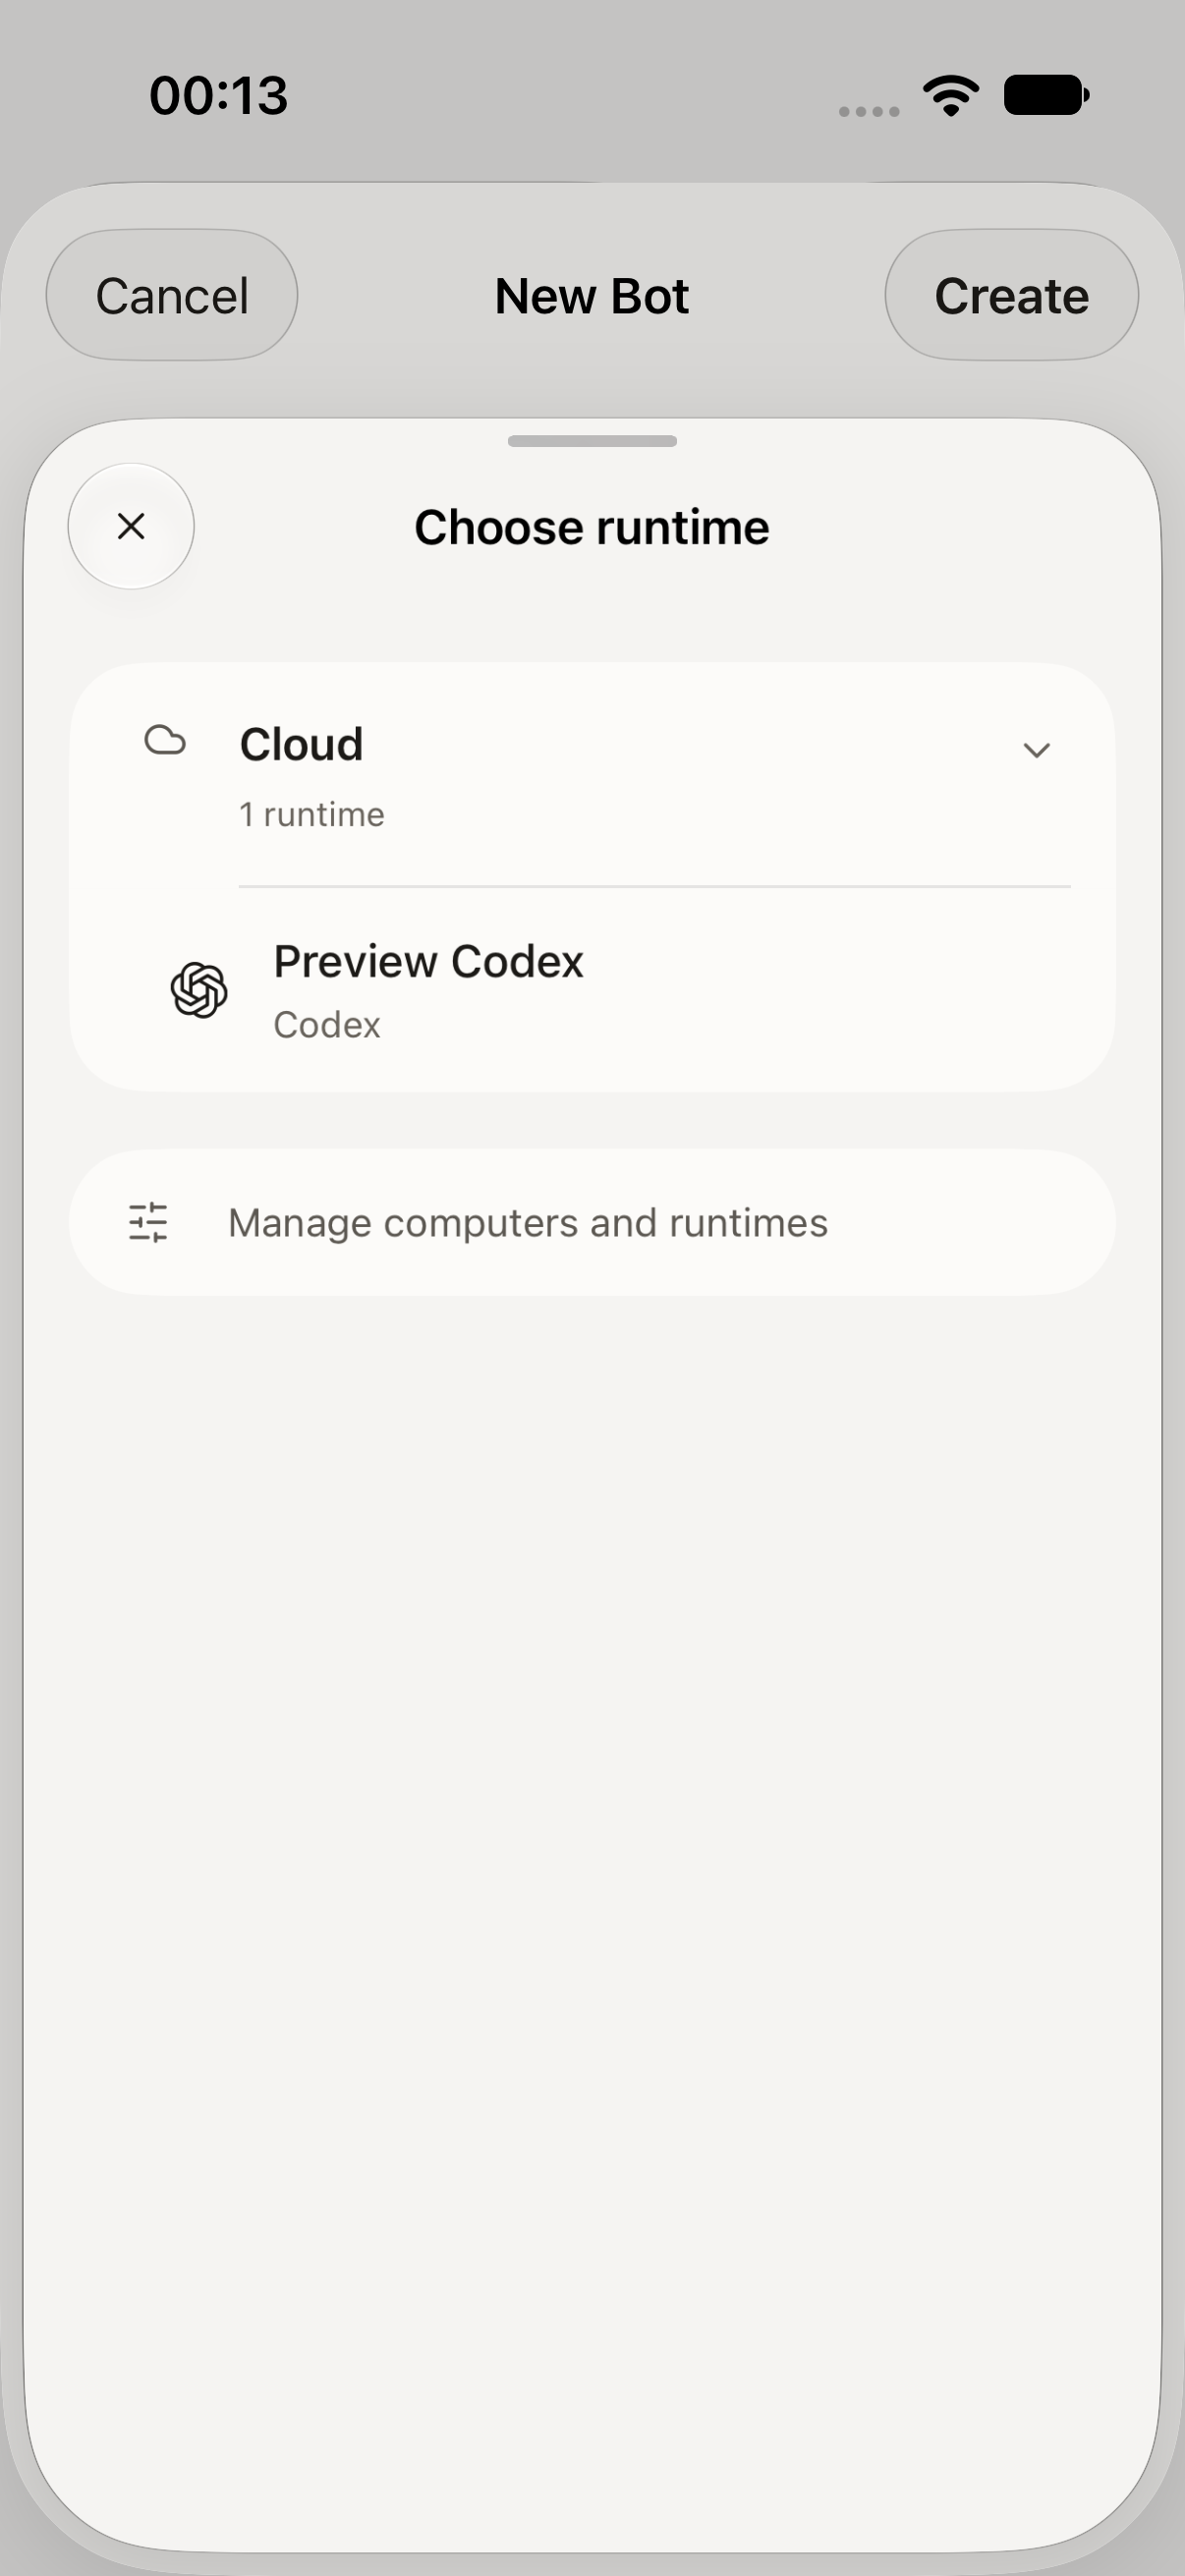 00:13
Cancel
New Bot
Create
Choose runtime
Cloud
1 runtime
Preview Codex
Codex
Manage computers and runtimes